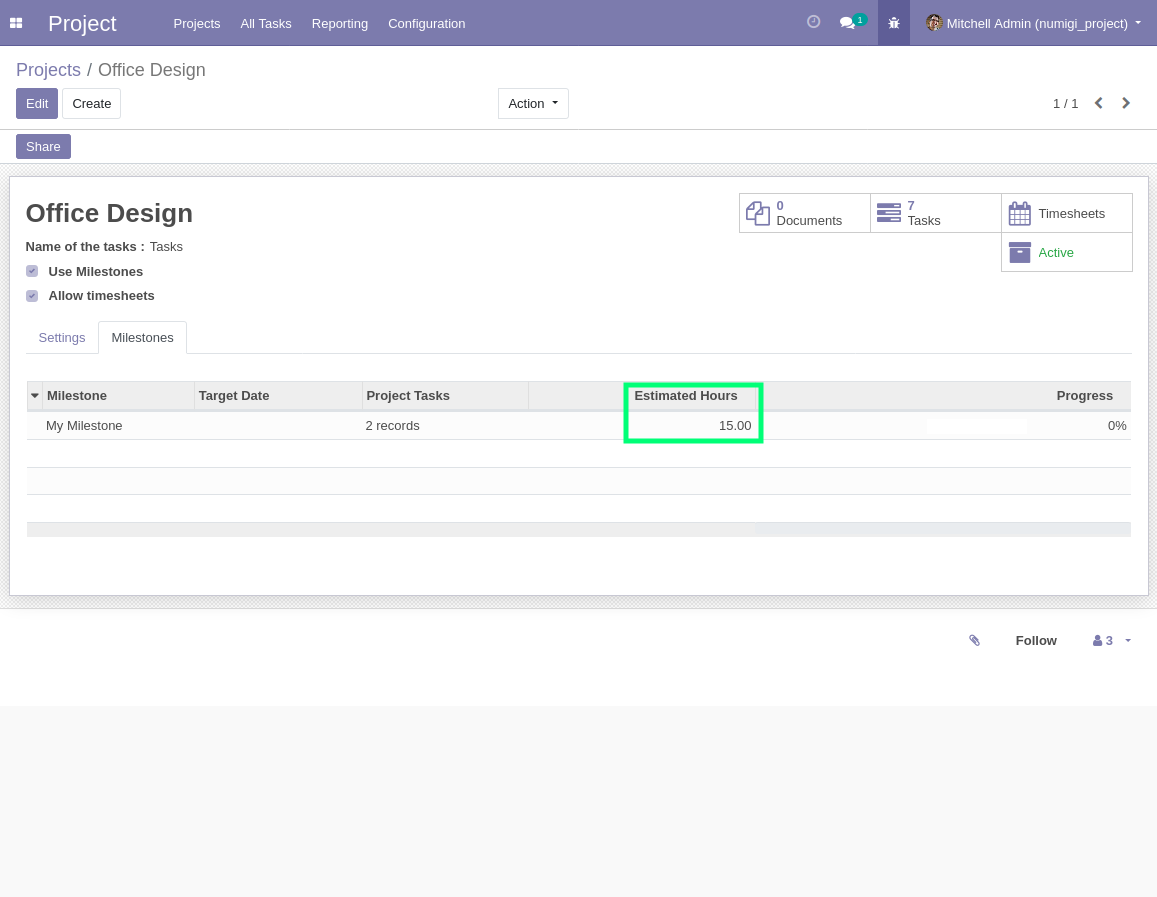 Project Projects All Tasks Reporting Configuration 1 Mitchell Admin (numigi_project)
Projects / Office Design
Edit Create Action 1 / 1
Share
Office Design
0 Documents
7 Tasks
Timesheets
Active
Name of the tasks : Tasks
Use Milestones
Allow timesheets
Settings Milestones
Milestone Target Date Project Tasks Estimated Hours Progress
My Milestone 2 records 15.00 0%
Follow 3